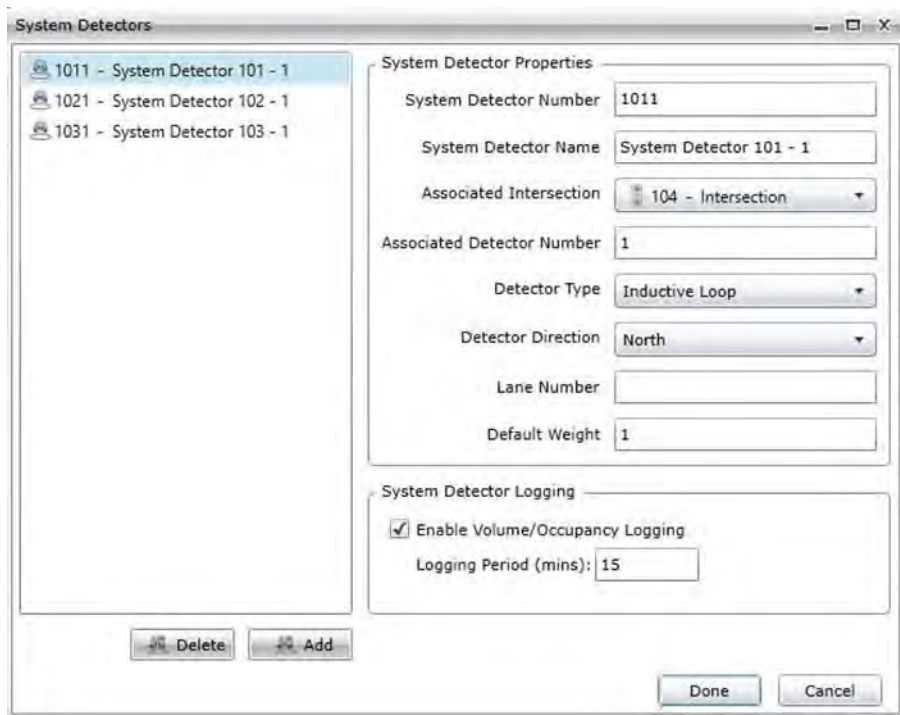 System Detectors
1011 - System Detector 101 - 1
1021 - System Detector 102 - 1
1031 - System Detector 103 - 1
System Detector Properties
System Detector Number 1011
System Detector Name System Detector 101 - 1
Associated Intersection 104 - Intersection
Associated Detector Number 1
Detector Type Inductive Loop
Detector Direction North
Lane Number
Default Weight 1
System Detector Logging
Enable Volume/Occupancy Logging
Logging Period (mins): 15
Delete Add
Done Cancel